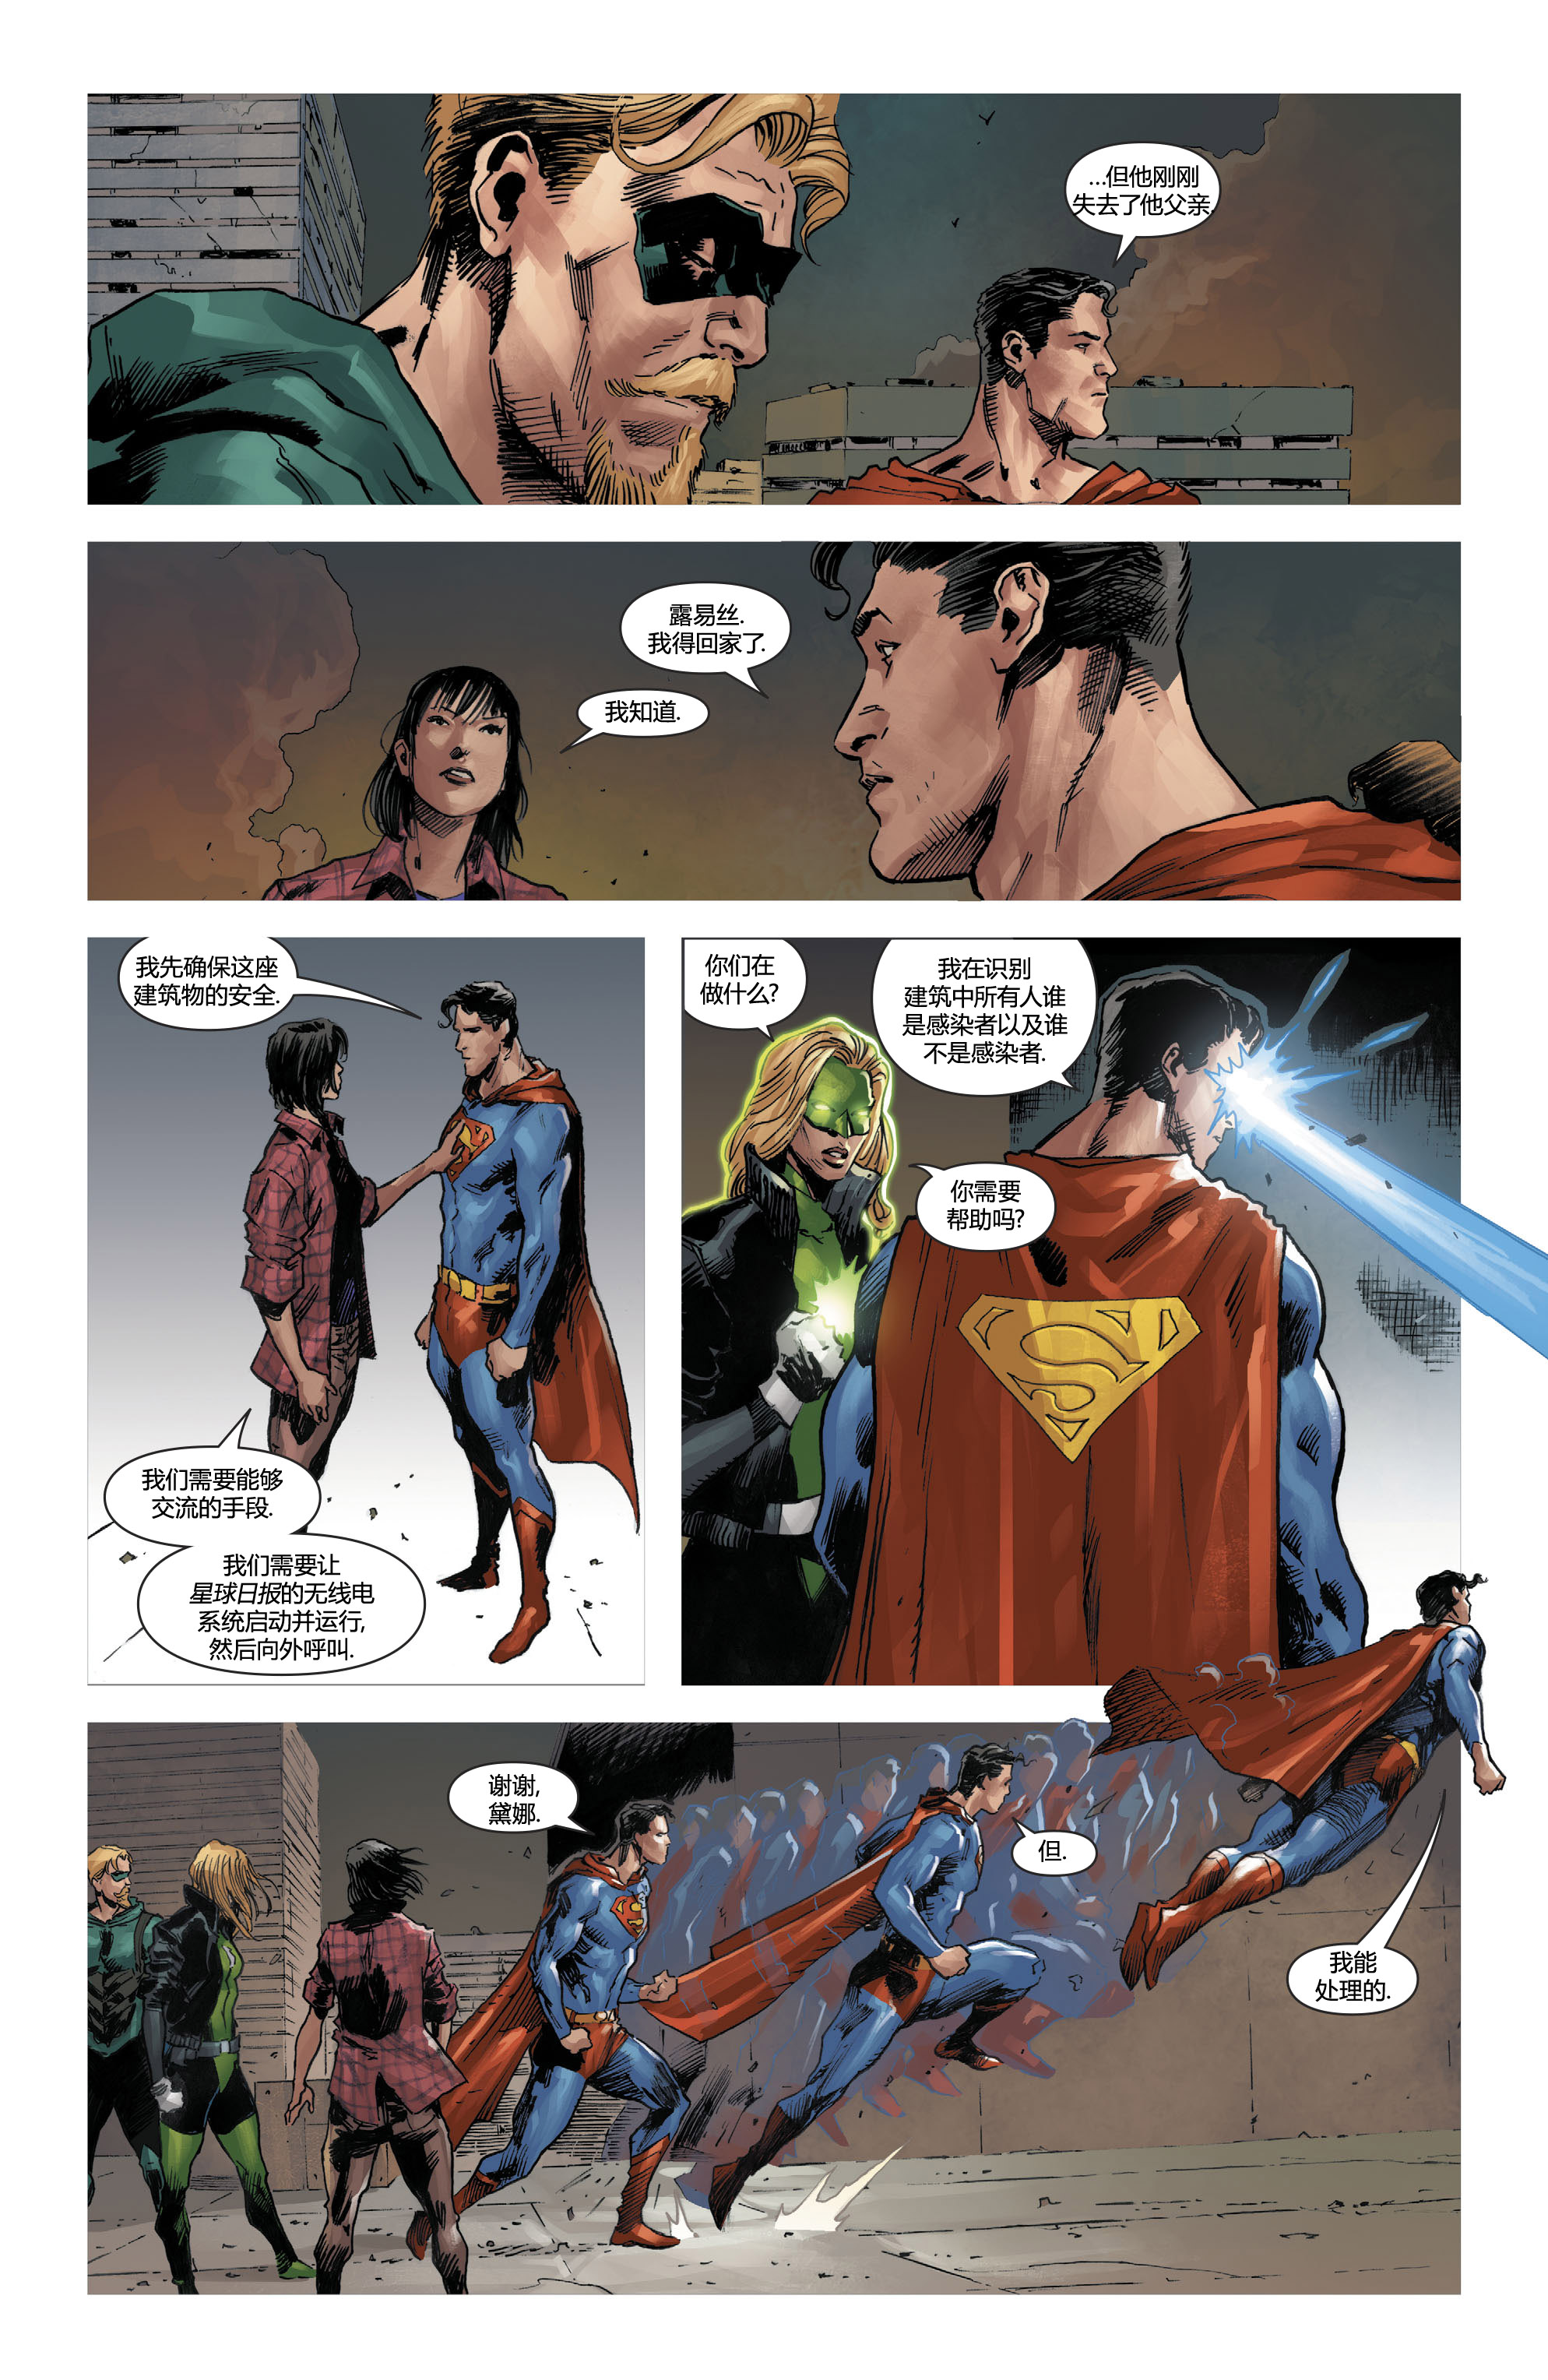 …但他刚刚
失去了他父亲.
露易丝.
我得回家了.
我知道.
我先确保这座
建筑物的安全.
我们需要能够
交流的手段.
我们需要让
星球日报的无线电
系统启动并运行,
然后向外呼叫.
你们在
做什么?
我在识别
建筑中所有人谁
是感染者以及谁
不是感染者.
你需要
帮助吗?
谢谢,
黛娜.
但.
我能
处理的.